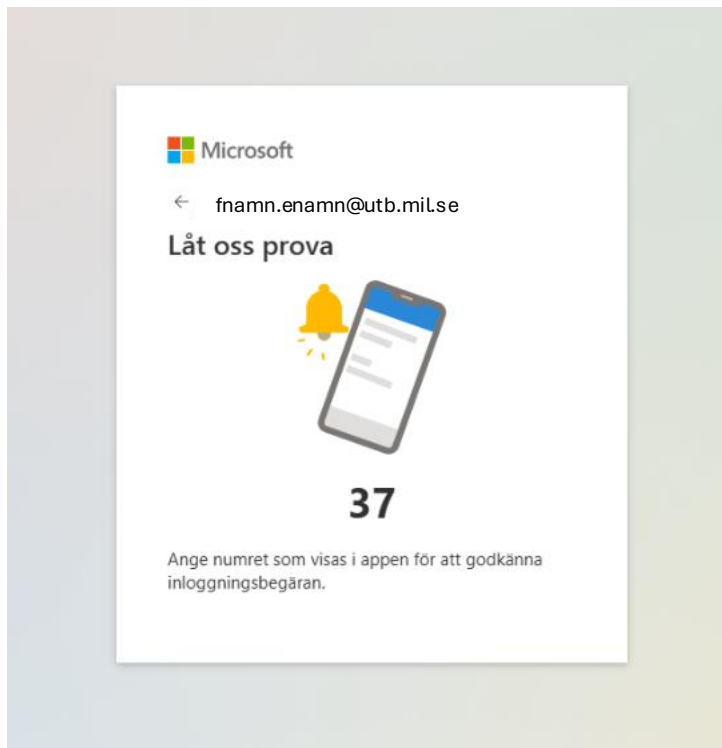 Microsoft
← fnamn.enamn@utb.mil.se
Låt oss prova
37
Ange numret som visas i appen för att godkänna
inloggningsbegäran.